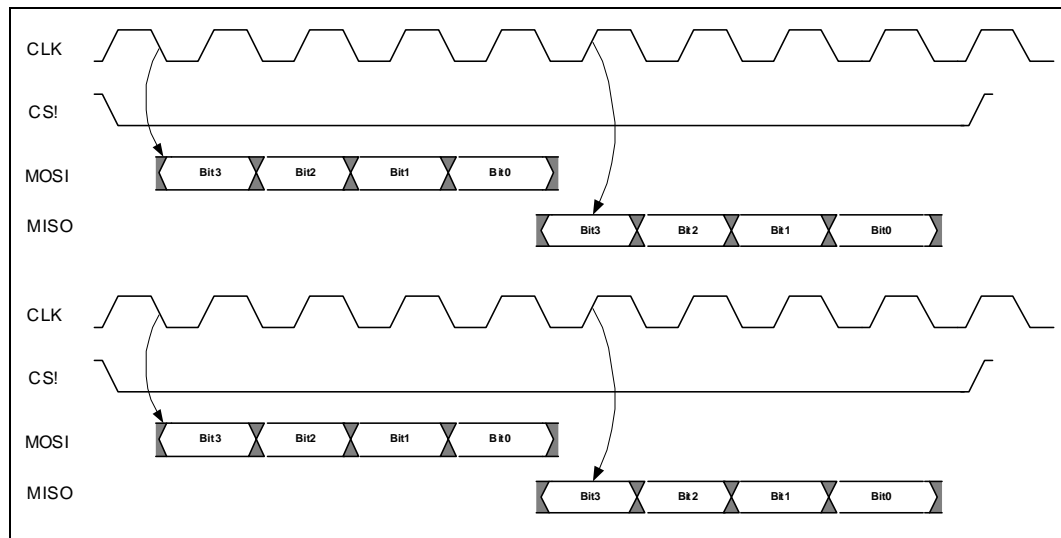 CLK
CS!
MOSI Bit3 Bit2 Bit1 Bit0
MISO Bit3 Bit2 Bit1 Bit0
CLK
CS!
MOSI Bit3 Bit2 Bit1 Bit0
MISO Bit3 Bit2 Bit1 Bit0